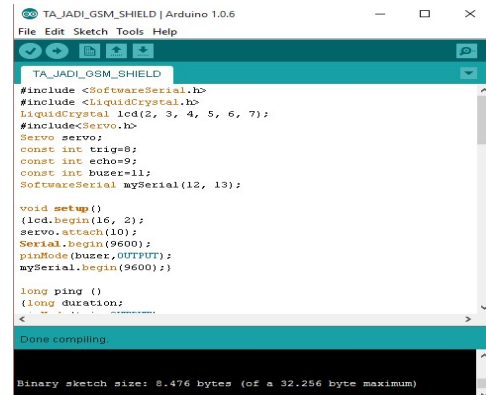 TA_JADI_GSM_SHIELD | Arduino 1.0.6
File Edit Sketch Tools Help
TA_JADI_GSM_SHIELD
#include <SoftwareSerial.h>
#include <LiquidCrystal.h>
LiquidCrystal lcd(2, 3, 4, 5, 6, 7);
#include<Servo.h>
Servo servo;
const int trig=8;
const int echo=9;
const int buzer=11;
SoftwareSerial mySerial(12, 13);
void setup()
{lcd.begin(16, 2);
servo.attach(10);
Serial.begin(9600);
pinMode(buzer,OUTPUT);
mySerial.begin(9600);}
long ping ()
{long duration;
Done compiling.
Binary sketch size: 8.476 bytes (of a 32.256 byte maximum)